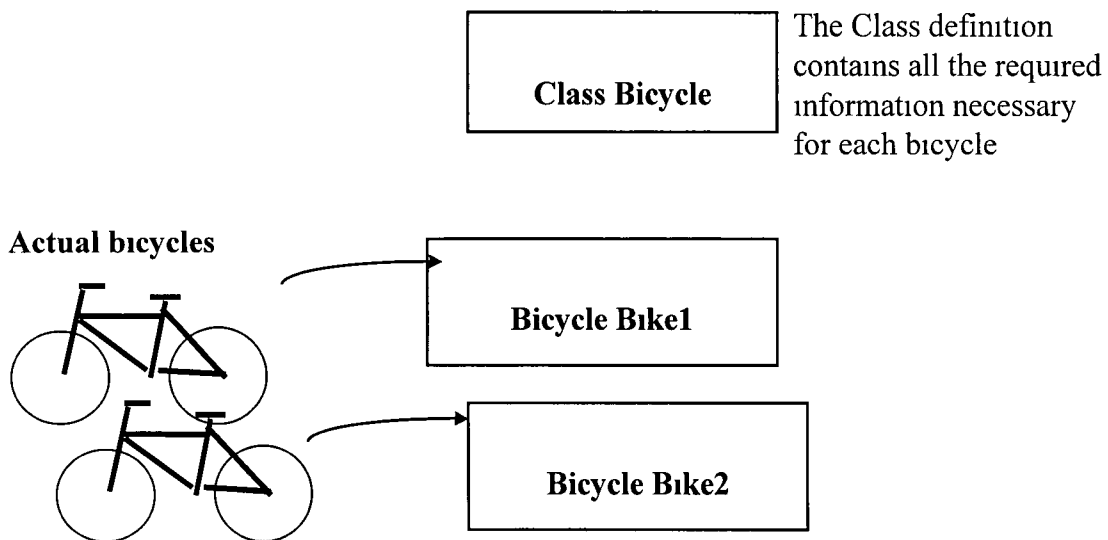 Class Bicycle
The Class definition
contains all the required
information necessary
for each bicycle
Actual bicycles
Bicycle Bike1
Bicycle Bike2